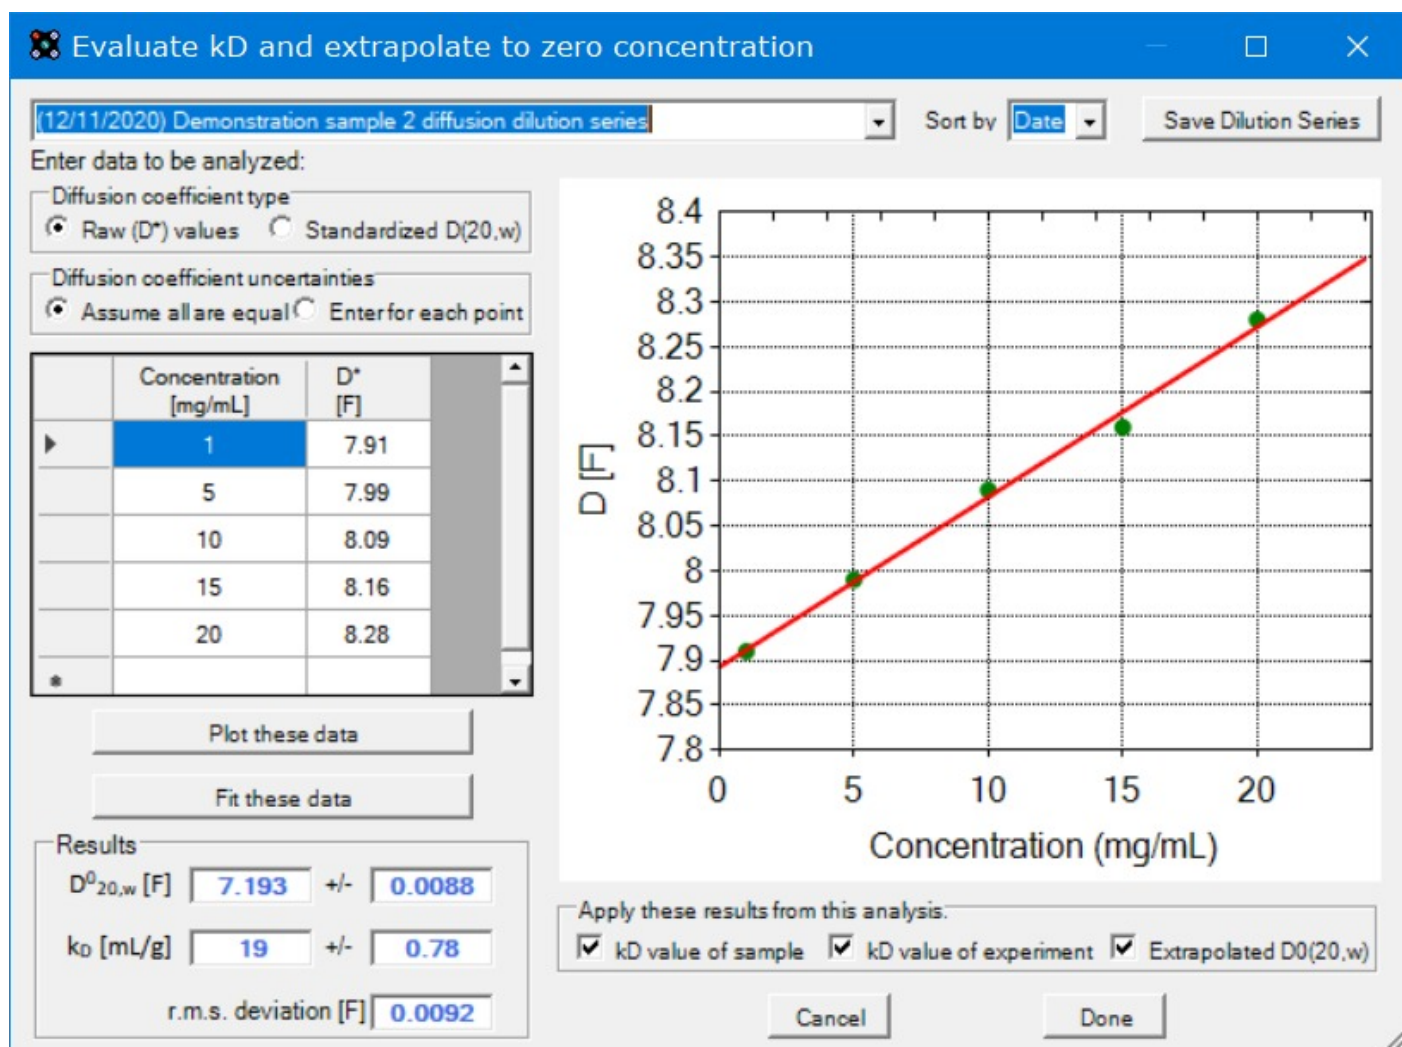 Evaluate kD and extrapolate to zero concentration
(12/11/2020) Demonstration sample 2 diffusion dilution series
Sort by Date
Save Dilution Series
Enter data to be analyzed:
Diffusion coefficient type
Raw (D*) values Standardized D(20,w)
Diffusion coefficient uncertainties
Assume all are equal Enter for each point
Concentration [mg/mL] D* [F]
1 7.91
5 7.99
10 8.09
15 8.16
20 8.28
*
Plot these data
Fit these data
Results
D⁰20,w [F] 7.193 +/- 0.0088
kD [mL/g] 19 +/- 0.78
r.m.s. deviation [F] 0.0092
8.4
8.35
8.3
8.25
8.2
8.15
8.1
8.05
8
7.95
7.9
7.85
7.8
D [F]
0 5 10 15 20
Concentration (mg/mL)
Apply these results from this analysis.
kD value of sample kD value of experiment Extrapolated D0(20,w)
Cancel Done